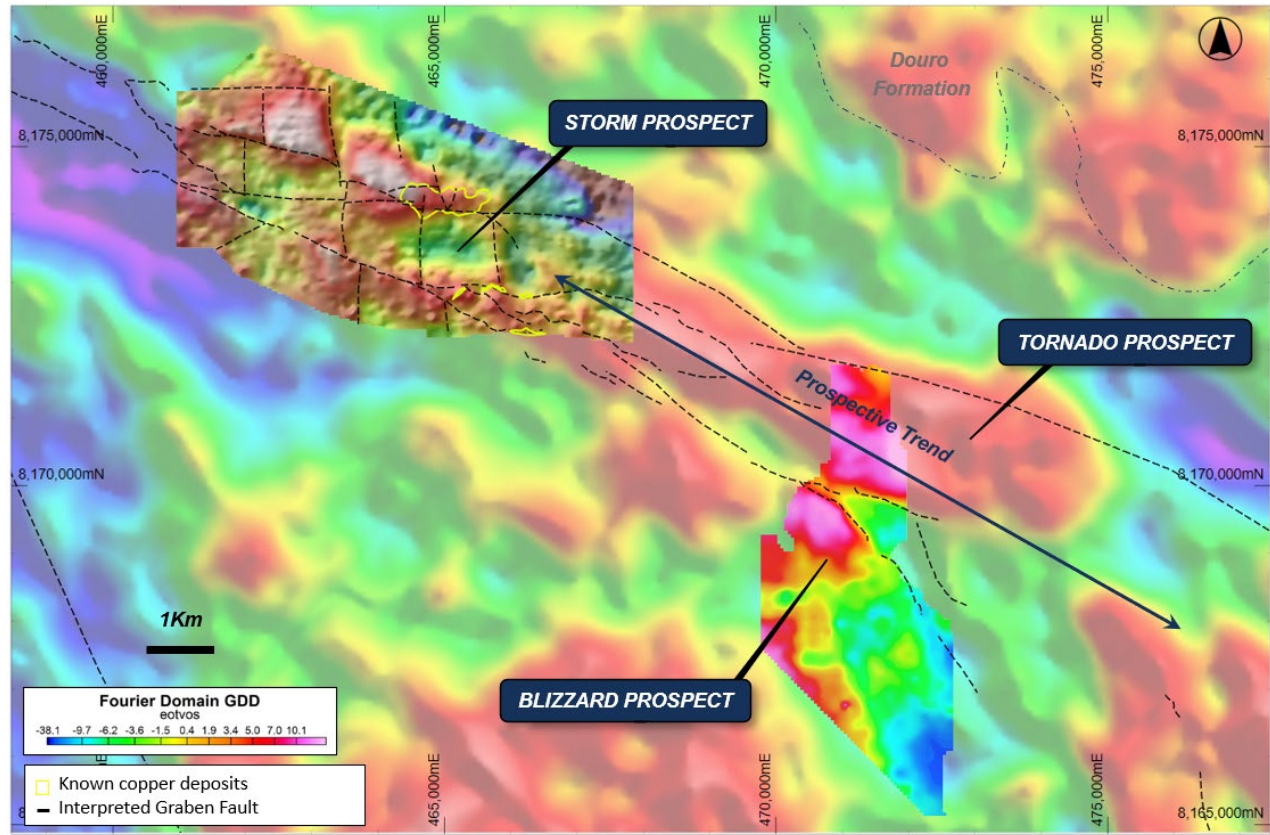 460,000mE
465,000mE
470,000mE
475,000mE
Douro
Formation
STORM PROSPECT
8,175,000mN
8,175,000mN
TORNADO PROSPECT
Prospective Trend
8,170,000mN
8,170,000mN
1Km
BLIZZARD PROSPECT
Fourier Domain GDD
eotvos
-38.1 -9.7 -6.2 -3.6 -1.5 0.4 1.9 3.4 5.0 7.0 10.1
Known copper deposits
Interpreted Graben Fault
465,000mE
470,000mE
475,000mE
8,165,000mN